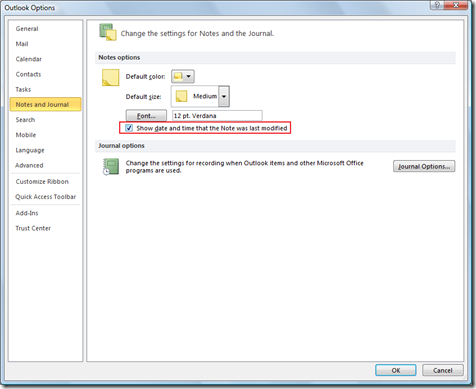 Outlook Options
General
Mail
Calendar
Contacts
Tasks
Notes and Journal
Search
Mobile
Language
Advanced
Customize Ribbon
Quick Access Toolbar
Add-Ins
Trust Center
Change the settings for Notes and the Journal.
Notes options
Default color:
Default size: Medium
Font... 12 pt. Verdana
Show date and time that the Note was last modified
Journal options
Change the settings for recording when Outlook items and other Microsoft Office
programs are used.
Journal Options...
OK Cancel